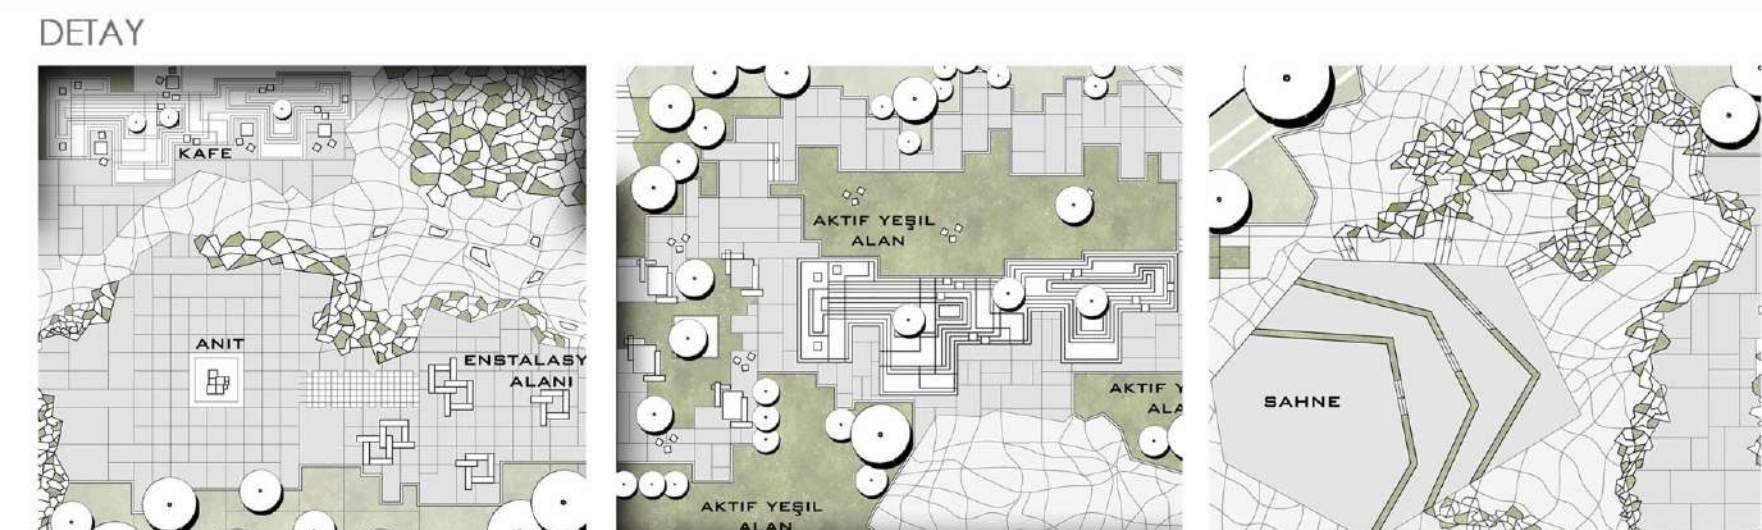 DETAY
KAFE
ANIT
ENSTALASY
ALANI
AKTIF YEŞIL
ALAN
AKTIF Y
ALA
AKTIF YEŞIL
ALAN
SAHNE